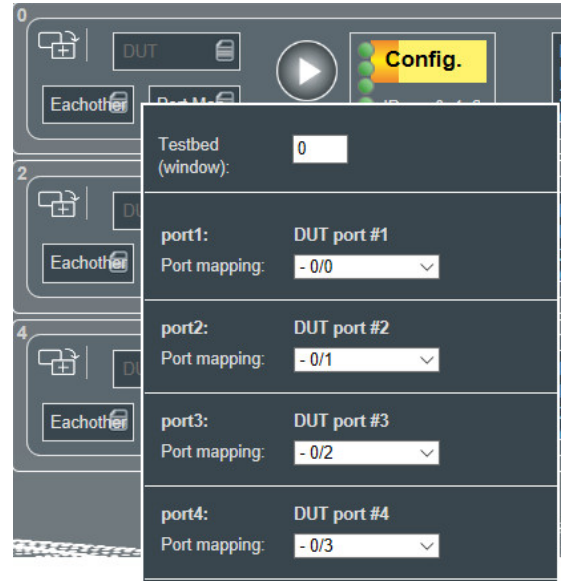 0
DUT
Config.
Eachother
Testbed
(window):
0
port1:
DUT port #1
Port mapping:
- 0/0
port2:
DUT port #2
Port mapping:
- 0/1
port3:
DUT port #3
Port mapping:
- 0/2
port4:
DUT port #4
Port mapping:
- 0/3
2
Eachother
4
Eachother